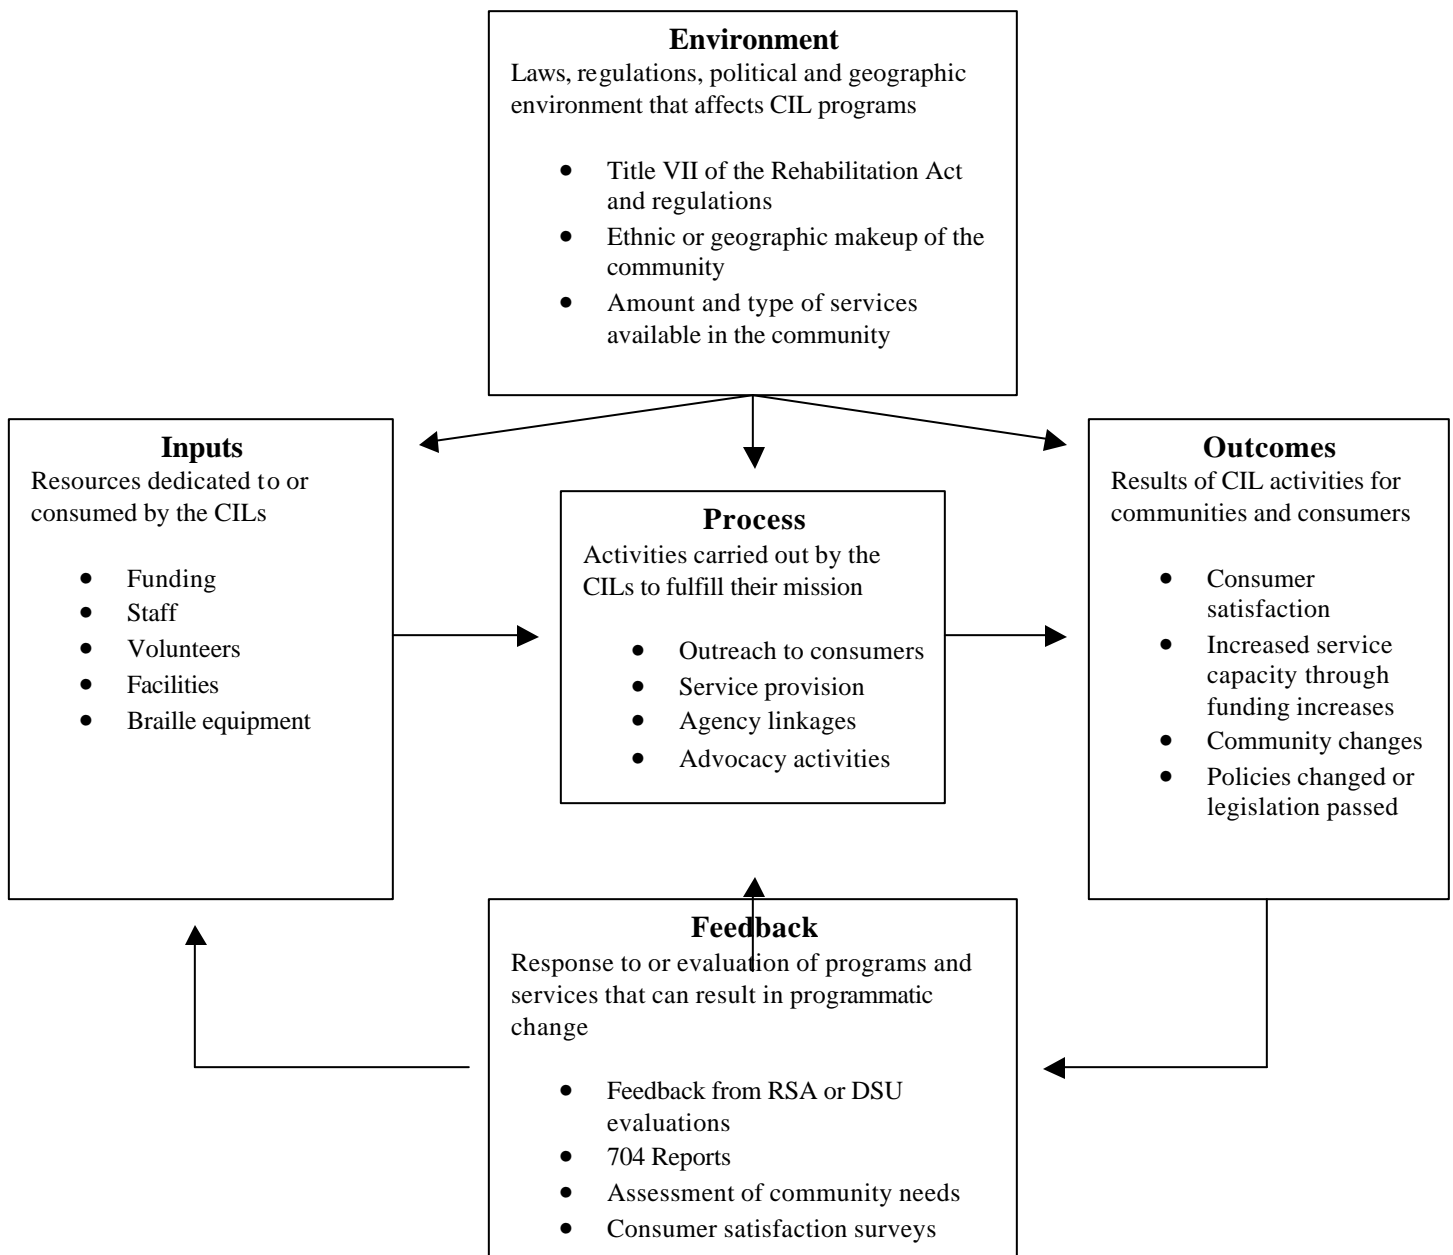 Environment
Laws, regulations, political and geographic
environment that affects CIL programs
● Title VII of the Rehabilitation Act
and regulations
● Ethnic or geographic makeup of the
community
● Amount and type of services
available in the community
Inputs
Resources dedicated to or
consumed by the CILs
● Funding
● Staff
● Volunteers
● Facilities
● Braille equipment
Process
Activities carried out by the
CILs to fulfill their mission
● Outreach to consumers
● Service provision
● Agency linkages
● Advocacy activities
Outcomes
Results of CIL activities for
communities and consumers
● Consumer
satisfaction
● Increased service
capacity through
funding increases
● Community changes
● Policies changed or
legislation passed
Feedback
Response to or evaluation of programs and
services that can result in programmatic
change
● Feedback from RSA or DSU
evaluations
● 704 Reports
● Assessment of community needs
● Consumer satisfaction surveys